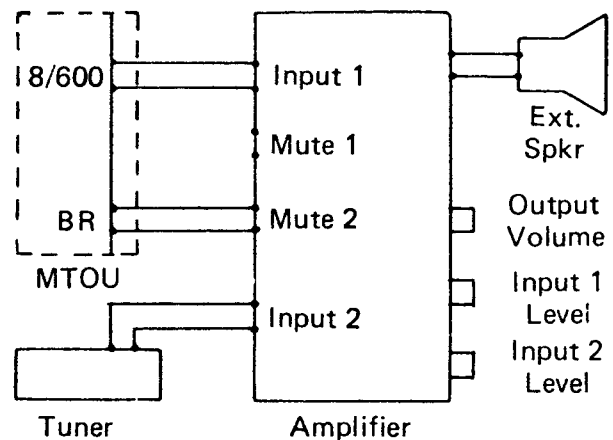 8/600
Input 1
Ext.
Spkr
Mute 1
BR
Mute 2
Output
Volume
MTOU
Input 2
Input 1
Level
Input 2
Level
Tuner
Amplifier